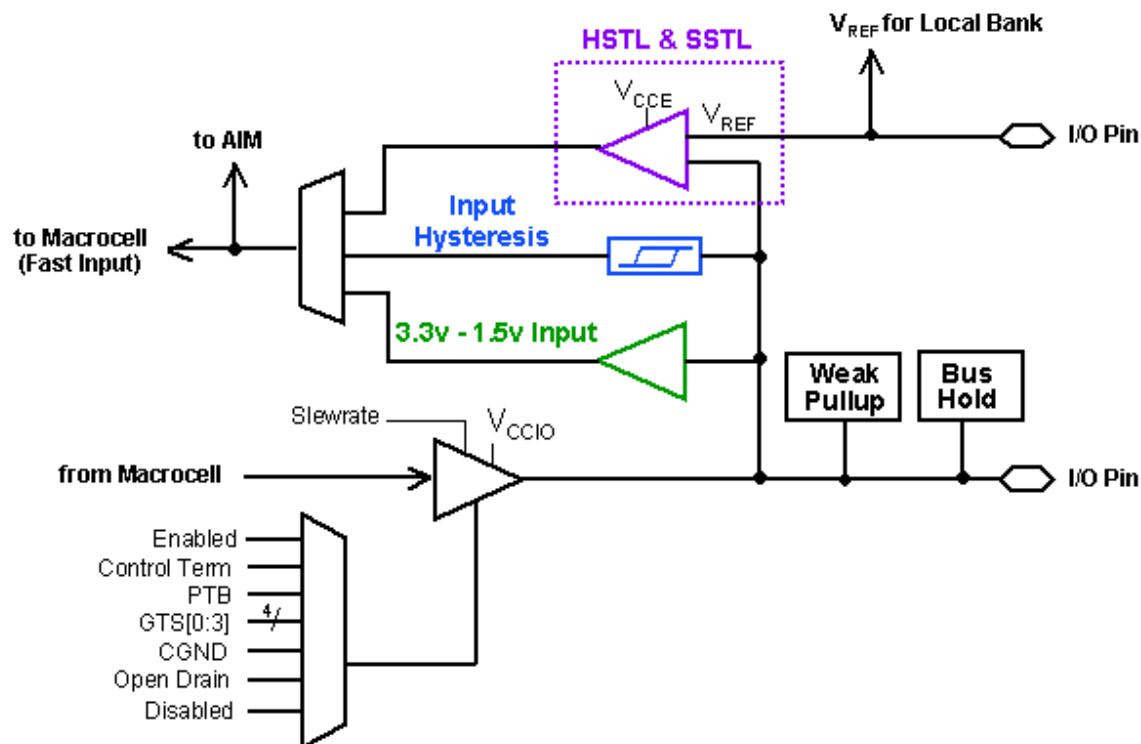 HSTL & SSTL
VREF for Local Bank
VCCE
VREF
I/O Pin
to AIM
Input
Hysteresis
to Macrocell
(Fast Input)
3.3v - 1.5v Input
Weak
Pullup
Bus
Hold
Slewrate
VCCIO
from Macrocell
I/O Pin
Enabled
Control Term
PTB
GTS[0:3]
4/
CGND
Open Drain
Disabled